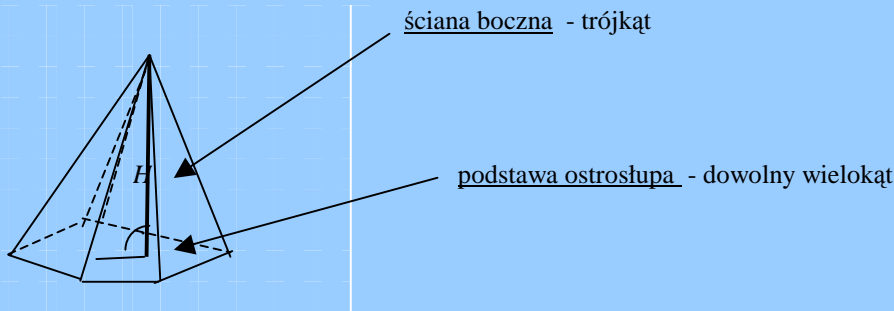 ściana boczna - trójkąt
H
podstawa ostrosłupa - dowolny wielokąt